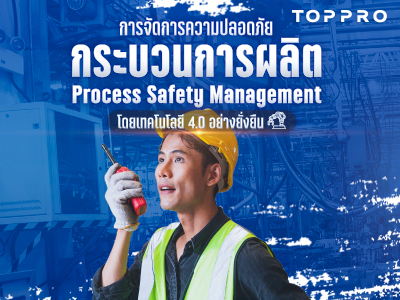 TOPPRO
การจัดการความปลอดภัย
กระบวนการผลิต
Process Safety Management
โดยเทคโนโลยี 4.0 อย่างยั่งยืน